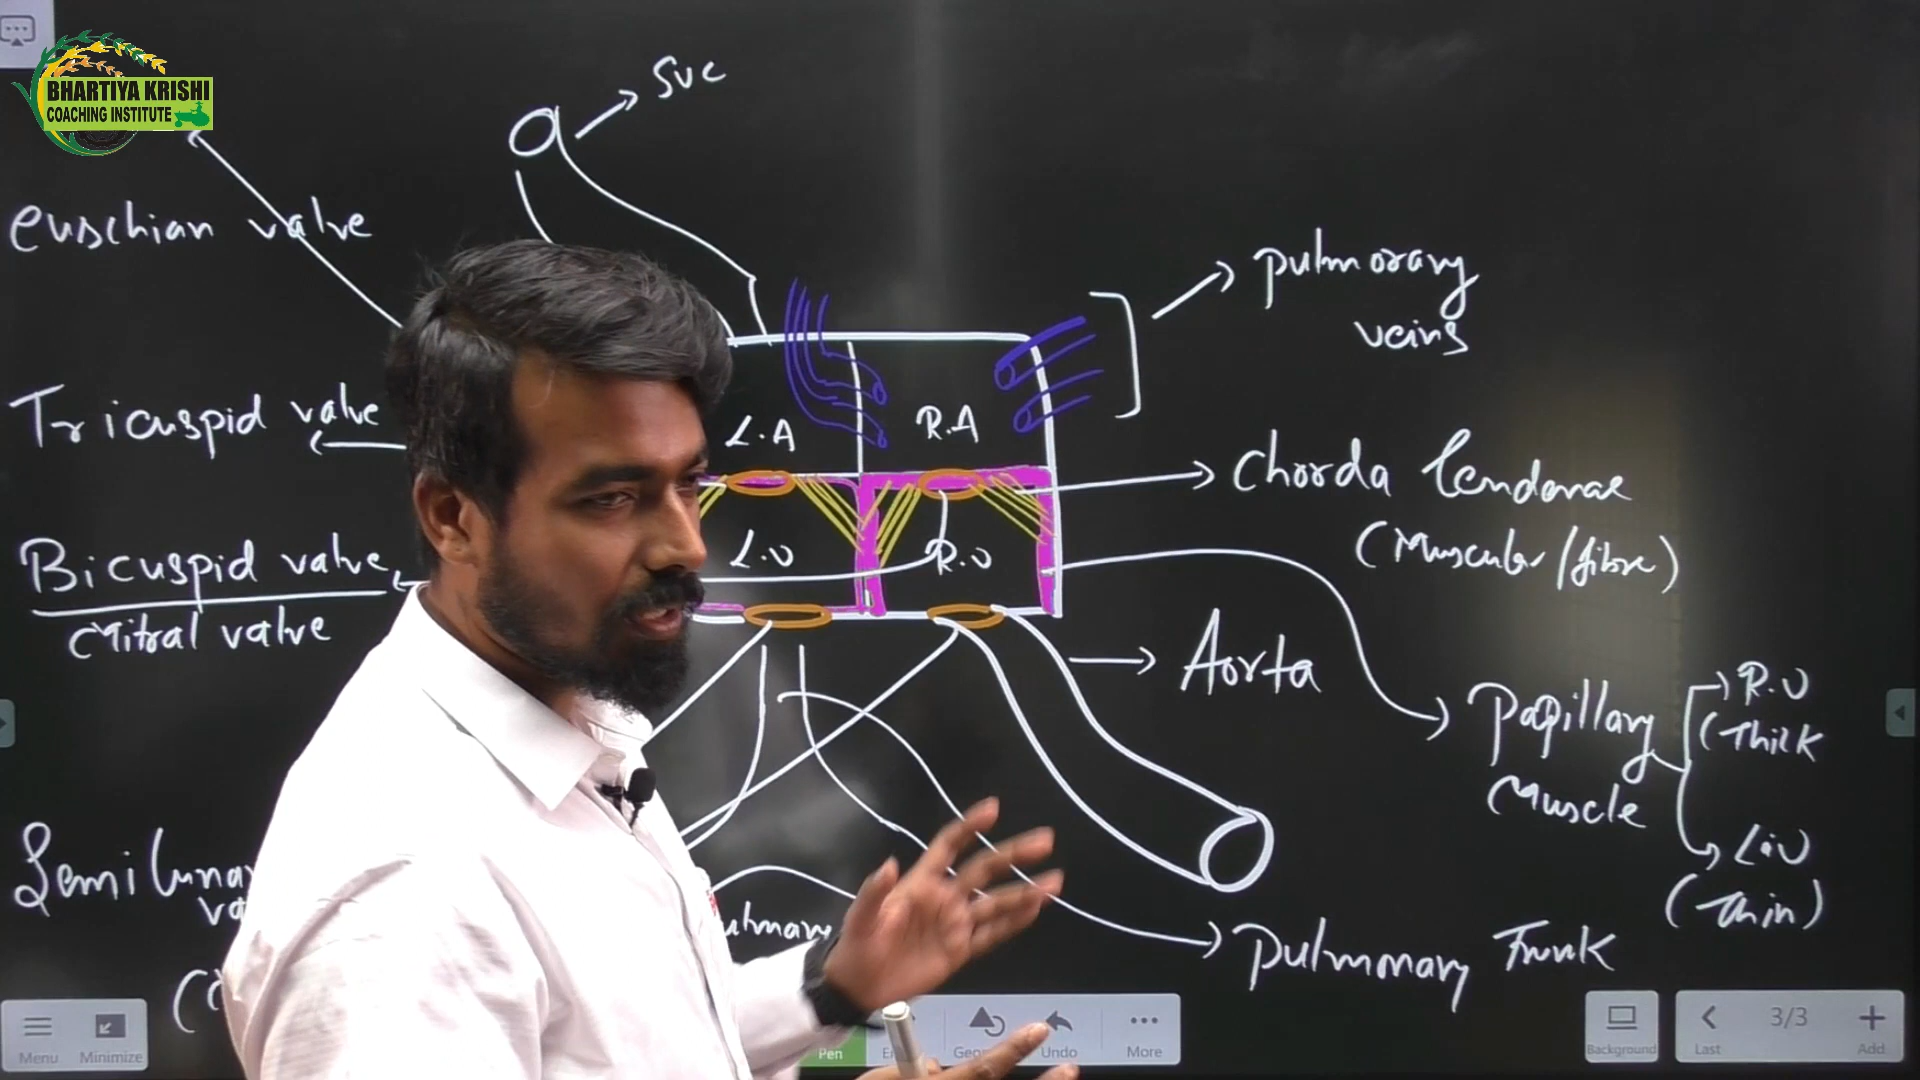 BHARTIYA KRISHI
COACHING INSTITUTE
SVC
euschian valve
pulmorary
veins
Tricuspid valve
L.A
R.A
Chorda tendonae
(Muscular/fibre)
Bicuspid valve
Mitral valve
L.V
R.V
Aorta
Papillary
Muscle
R.V
(Thick
L.V
(Thin)
Semilunar
Pulmonary Trunk
Menu
Minimize
Pen
Undo
More
Background
Last
3/3
Add